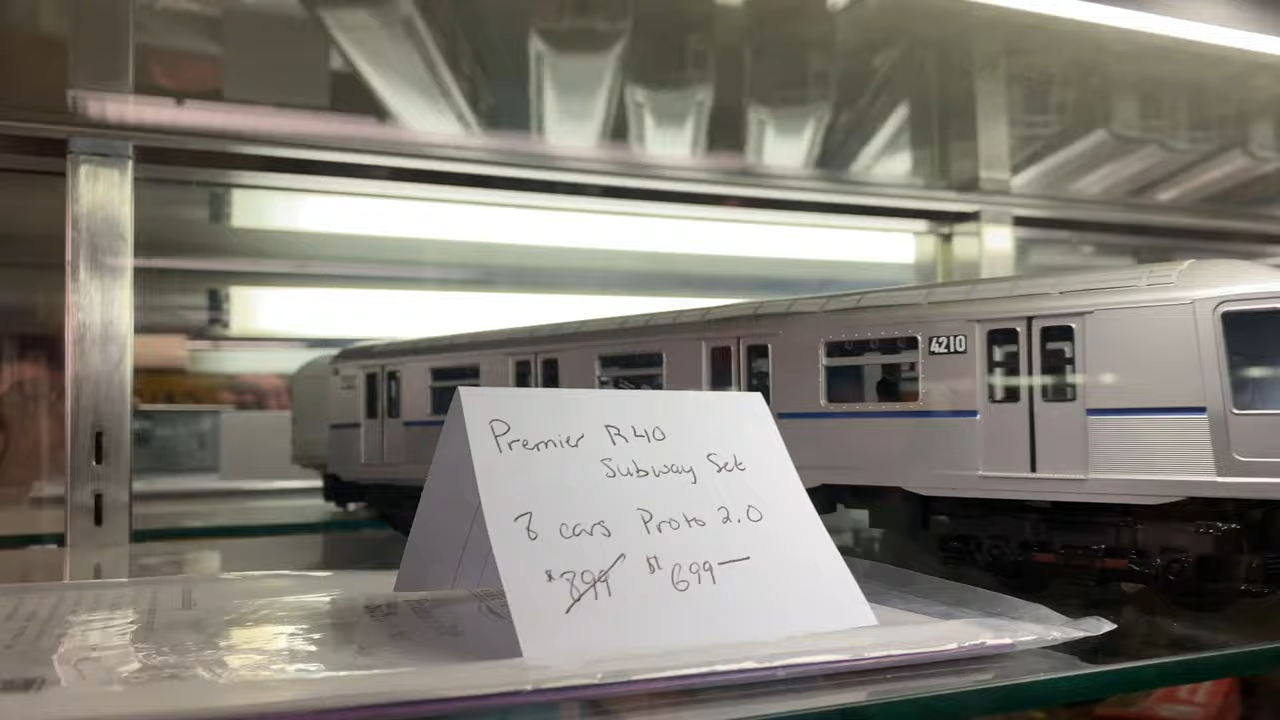 4210
Premier R40
Subway Set
8 cars Proto 2.0
$899 $699—